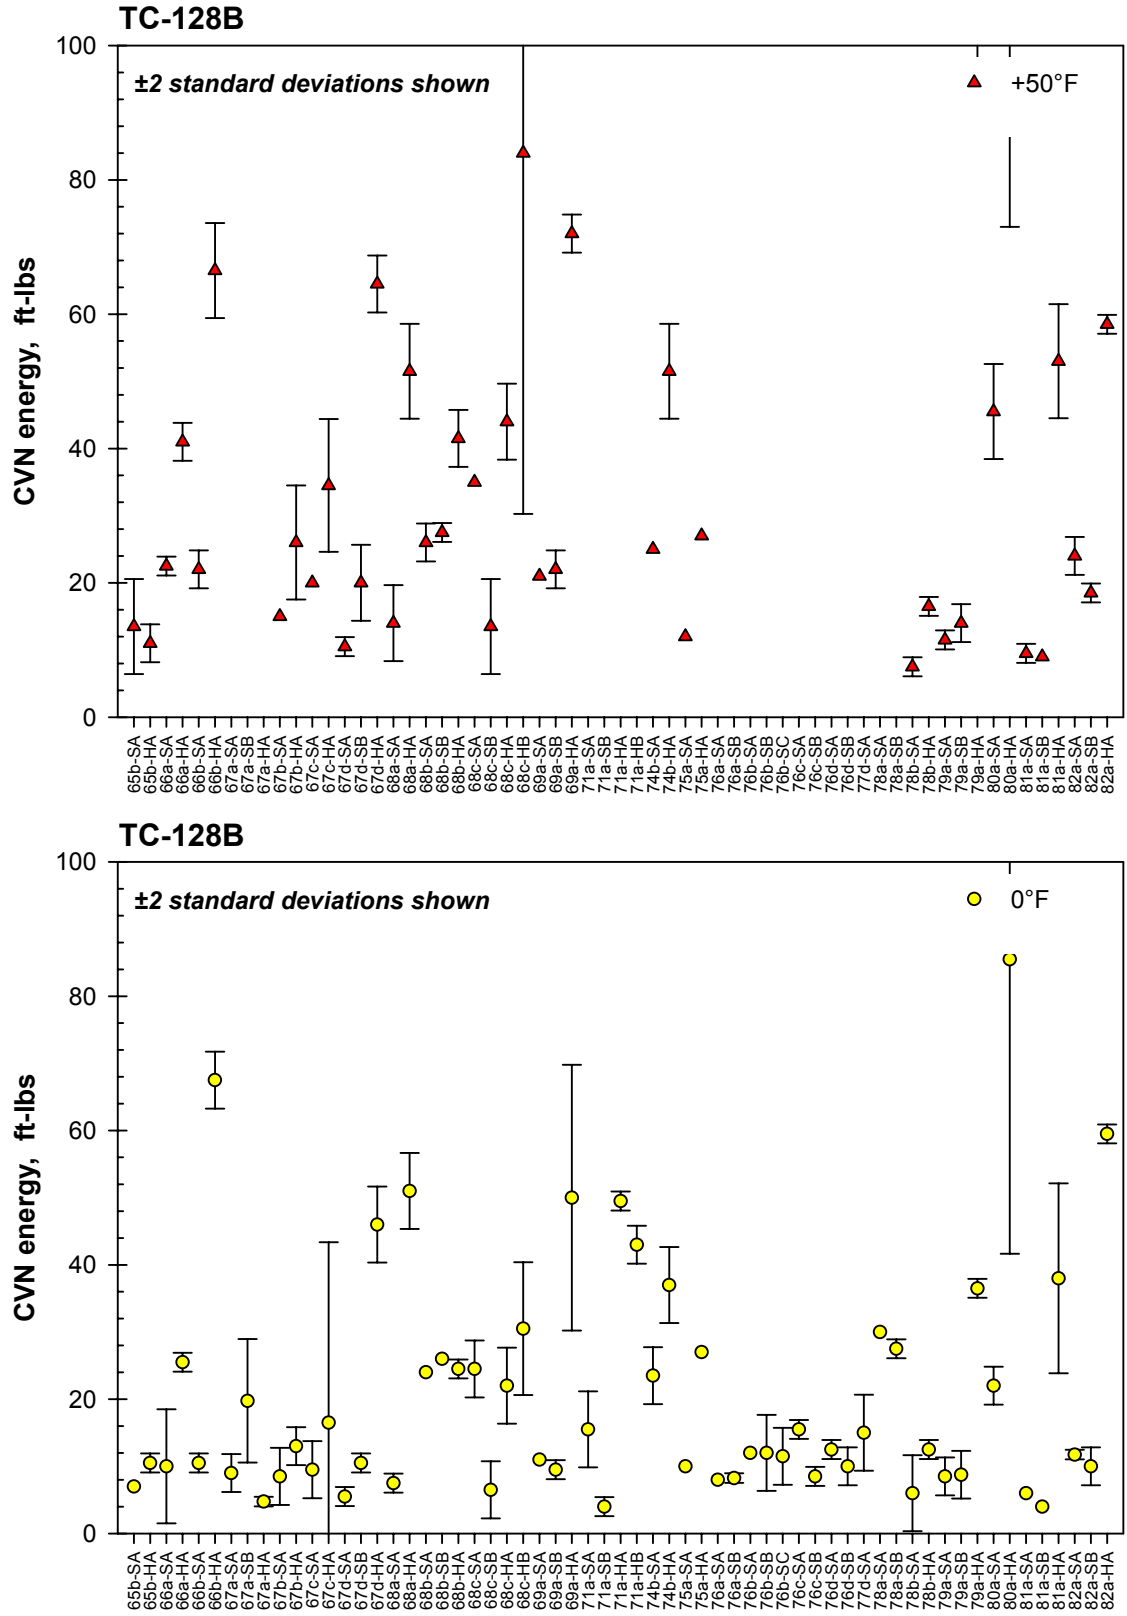 TC-128B
100
80
60
40
20
0
CVN energy, ft-lbs
±2 standard deviations shown
+50°F
65b-SA
65b-HA
66a-SA
66a-HA
66b-SA
66b-HA
67a-SA
67a-SB
67a-HA
67b-SA
67b-HA
67c-SA
67c-HA
67d-SA
67d-SB
67d-HA
68a-SA
68a-HA
68b-SA
68b-SB
68b-HA
68c-SA
68c-SB
68c-HA
68c-HB
69a-SA
69a-SB
69a-HA
71a-SA
71a-SB
71a-HA
71a-HB
74b-SA
74b-HA
75a-SA
75a-HA
76a-SA
76a-SB
76b-SA
76b-SB
76b-SC
76c-SA
76c-SB
76d-SA
76d-SB
77d-SA
78a-SA
78a-SB
78b-SA
78b-HA
79a-SA
79a-SB
79a-HA
80a-SA
80a-HA
81a-SA
81a-SB
81a-HA
82a-SA
82a-SB
82a-HA
TC-128B
100
80
60
40
20
0
CVN energy, ft-lbs
±2 standard deviations shown
0°F
65b-SA
65b-HA
66a-SA
66a-HA
66b-SA
66b-HA
67a-SA
67a-SB
67a-HA
67b-SA
67b-HA
67c-SA
67c-HA
67d-SA
67d-SB
67d-HA
68a-SA
68a-HA
68b-SA
68b-SB
68b-HA
68c-SA
68c-SB
68c-HA
68c-HB
69a-SA
69a-SB
69a-HA
71a-SA
71a-SB
71a-HA
71a-HB
74b-SA
74b-HA
75a-SA
75a-HA
76a-SA
76a-SB
76b-SA
76b-SB
76b-SC
76c-SA
76c-SB
76d-SA
76d-SB
77d-SA
78a-SA
78a-SB
78b-SA
78b-HA
79a-SA
79a-SB
79a-HA
80a-SA
80a-HA
81a-SA
81a-SB
81a-HA
82a-SA
82a-SB
82a-HA